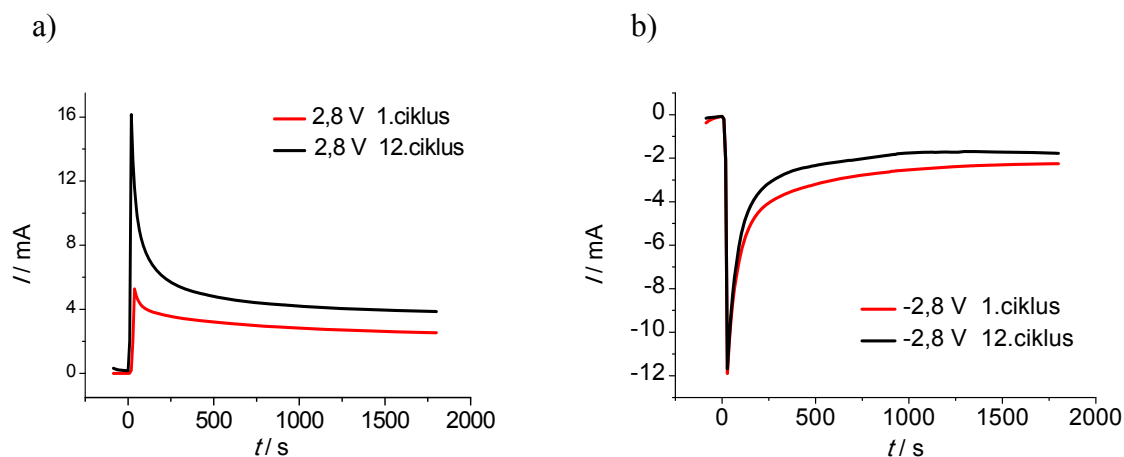 a)
16
12
8
4
0
I / mA
2,8 V 1.ciklus
2,8 V 12.ciklus
0
500
1000
1500
2000
t / s
b)
0
-2
-4
-6
-8
-10
-12
I / mA
-2,8 V 1.ciklus
-2,8 V 12.ciklus
0
500
1000
1500
2000
t / s